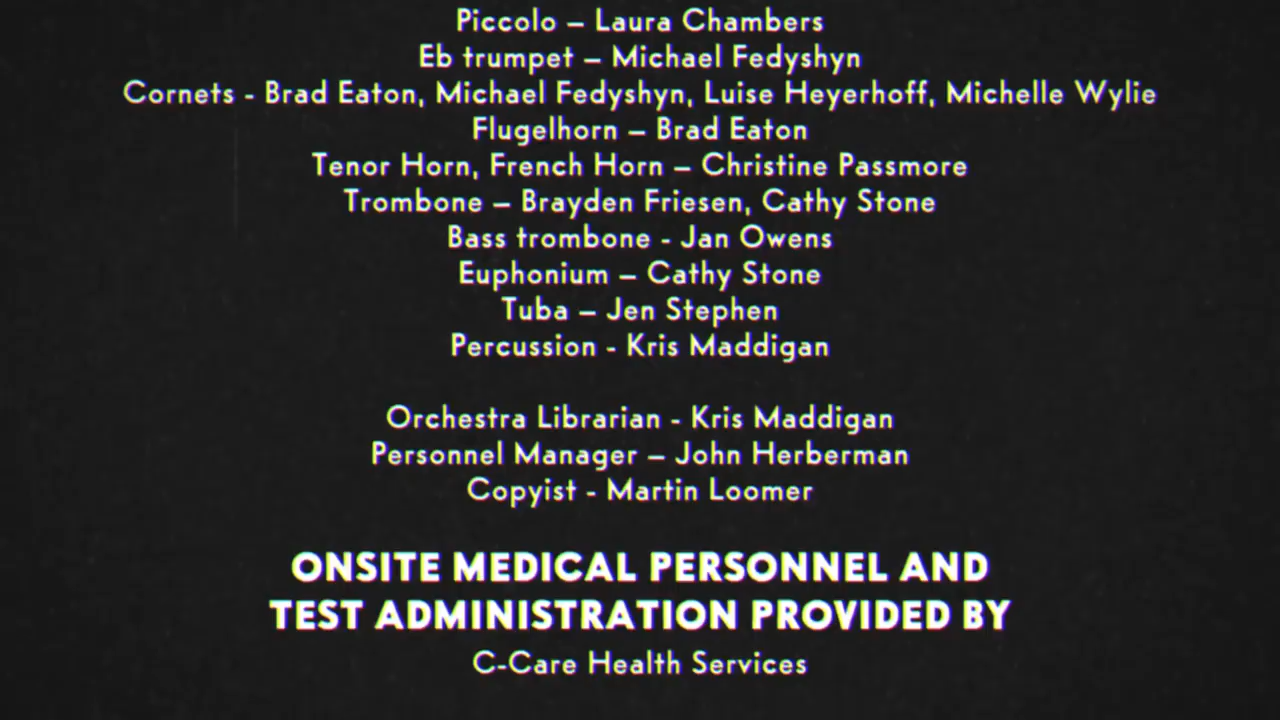 Piccolo – Laura Chambers
Eb trumpet – Michael Fedyshyn
Cornets - Brad Eaton, Michael Fedyshyn, Luise Heyerhoff, Michelle Wylie
Flugelhorn – Brad Eaton
Tenor Horn, French Horn – Christine Passmore
Trombone – Brayden Friesen, Cathy Stone
Bass trombone - Jan Owens
Euphonium – Cathy Stone
Tuba – Jen Stephen
Percussion - Kris Maddigan
Orchestra Librarian - Kris Maddigan
Personnel Manager – John Herberman
Copyist - Martin Loomer
ONSITE MEDICAL PERSONNEL AND
TEST ADMINISTRATION PROVIDED BY
C-Care Health Services